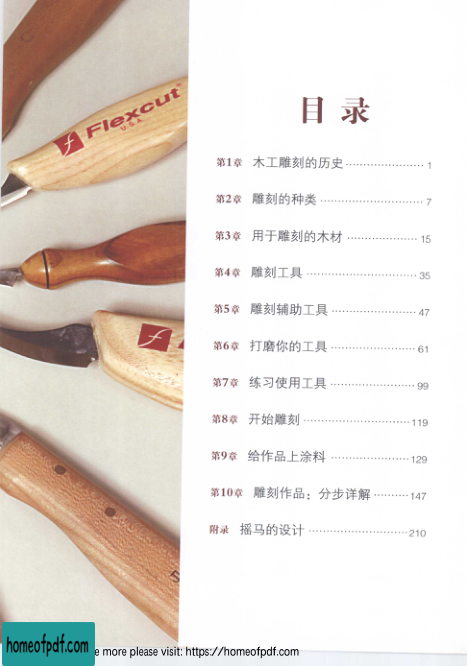 Flexcut
U.S.A.
目录
第1章 木工雕刻的历史 ······················ 1
第2章 雕刻的种类 ····························· 7
第3章 用于雕刻的木材 ···················· 15
第4章 雕刻工具 ······························· 35
第5章 雕刻辅助工具 ························ 47
第6章 打磨你的工具 ························ 61
第7章 练习使用工具 ························ 99
第8章 开始雕刻 ······························· 119
第9章 给作品上涂料 ······················ 129
第10章 雕刻作品：分步详解 ·········· 147
附录 摇马的设计 ···························· 210
homeofpdf.com
e more please visit: https://homeofpdf.com